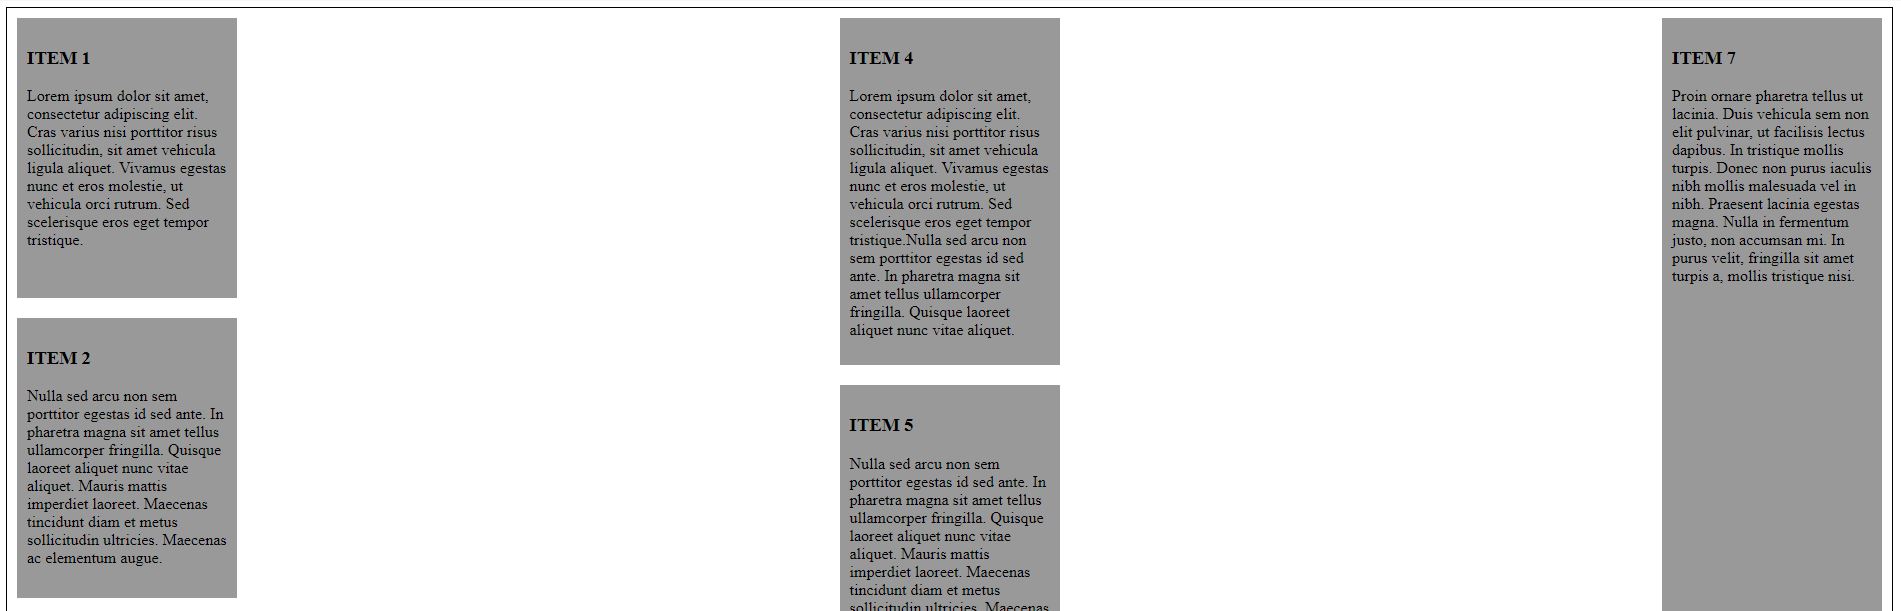 ITEM 1
Lorem ipsum dolor sit amet,
consectetur adipiscing elit.
Cras varius nisi porttitor risus
sollicitudin, sit amet vehicula
ligula aliquet. Vivamus egestas
nunc et eros molestie, ut
vehicula orci rutrum. Sed
scelerisque eros eget tempor
tristique.
ITEM 2
Nulla sed arcu non sem
porttitor egestas id sed ante. In
pharetra magna sit amet tellus
ullamcorper fringilla. Quisque
laoreet aliquet nunc vitae
aliquet. Mauris mattis
imperdiet laoreet. Maecenas
tincidunt diam et metus
sollicitudin ultricies. Maecenas
ac elementum augue.
ITEM 4
Lorem ipsum dolor sit amet,
consectetur adipiscing elit.
Cras varius nisi porttitor risus
sollicitudin, sit amet vehicula
ligula aliquet. Vivamus egestas
nunc et eros molestie, ut
vehicula orci rutrum. Sed
scelerisque eros eget tempor
tristique.Nulla sed arcu non
sem porttitor egestas id sed
ante. In pharetra magna sit
amet tellus ullamcorper
fringilla. Quisque laoreet
aliquet nunc vitae aliquet.
ITEM 5
Nulla sed arcu non sem
porttitor egestas id sed ante. In
pharetra magna sit amet tellus
ullamcorper fringilla. Quisque
laoreet aliquet nunc vitae
aliquet. Mauris mattis
imperdiet laoreet. Maecenas
tincidunt diam et metus
sollicitudin ultricies. Maecenas
ITEM 7
Proin ornare pharetra tellus ut
lacinia. Duis vehicula sem non
elit pulvinar, ut facilisis lectus
dapibus. In tristique mollis
turpis. Donec non purus iaculis
nibh mollis malesuada vel in
nibh. Praesent lacinia egestas
magna. Nulla in fermentum
justo, non accumsan mi. In
purus velit, fringilla sit amet
turpis a, mollis tristique nisi.